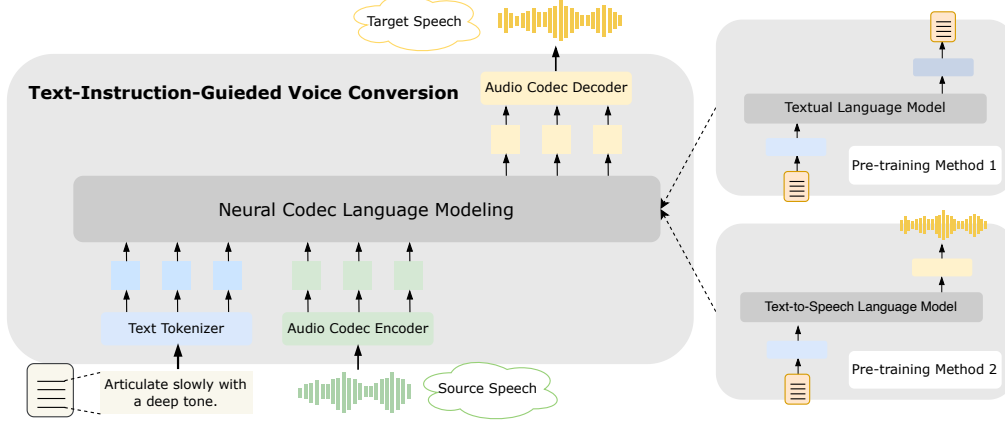 Target Speech
Text-Instruction-Guieded Voice Conversion
Audio Codec Decoder
Neural Codec Language Modeling
Text Tokenizer
Audio Codec Encoder
Articulate slowly with
a deep tone.
Source Speech
Textual Language Model
Pre-training Method 1
Text-to-Speech Language Model
Pre-training Method 2